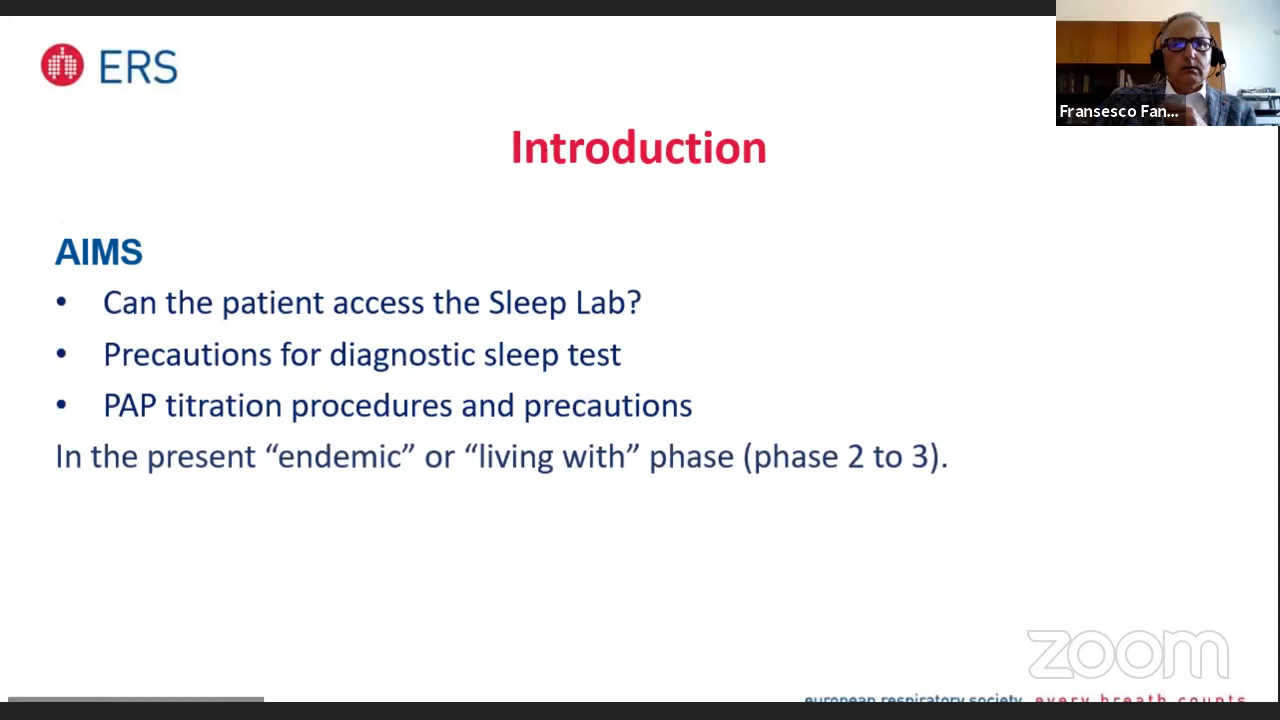 ERS
Fransesco Fan...
Introduction
AIMS
• Can the patient access the Sleep Lab?
• Precautions for diagnostic sleep test
• PAP titration procedures and precautions
In the present “endemic” or “living with” phase (phase 2 to 3).
zoom
european respiratory society every breath counts